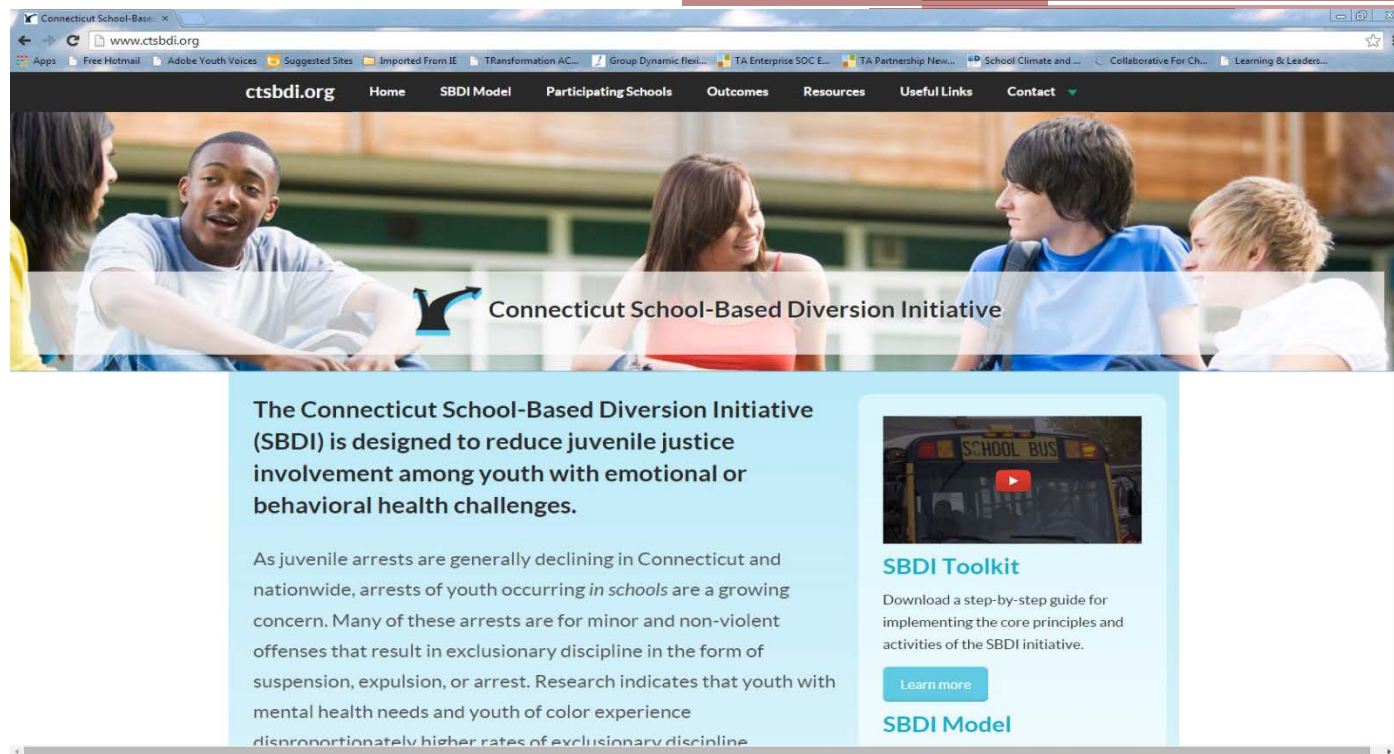 Connecticut School-Base
www.ctsbdi.org
Apps Free Hotmail Adobe Youth Voices Suggested Sites Imported From IE TRansformation AC... Group Dynamic flexi... TA Enterprise SOC E... TA Partnership New... School Climate and ... Collaborative For Ch... Learning & Leaders...
ctsbdi.org Home SBDI Model Participating Schools Outcomes Resources Useful Links Contact
Connecticut School-Based Diversion Initiative
The Connecticut School-Based Diversion Initiative
(SBDI) is designed to reduce juvenile justice
involvement among youth with emotional or
behavioral health challenges.
As juvenile arrests are generally declining in Connecticut and
nationwide, arrests of youth occurring in schools are a growing
concern. Many of these arrests are for minor and non-violent
offenses that result in exclusionary discipline in the form of
suspension, expulsion, or arrest. Research indicates that youth with
mental health needs and youth of color experience
disproportionately higher rates of exclusionary discipline
SCHOOL BUS
SBDI Toolkit
Download a step-by-step guide for
implementing the core principles and
activities of the SBDI initiative.
Learn more
SBDI Model